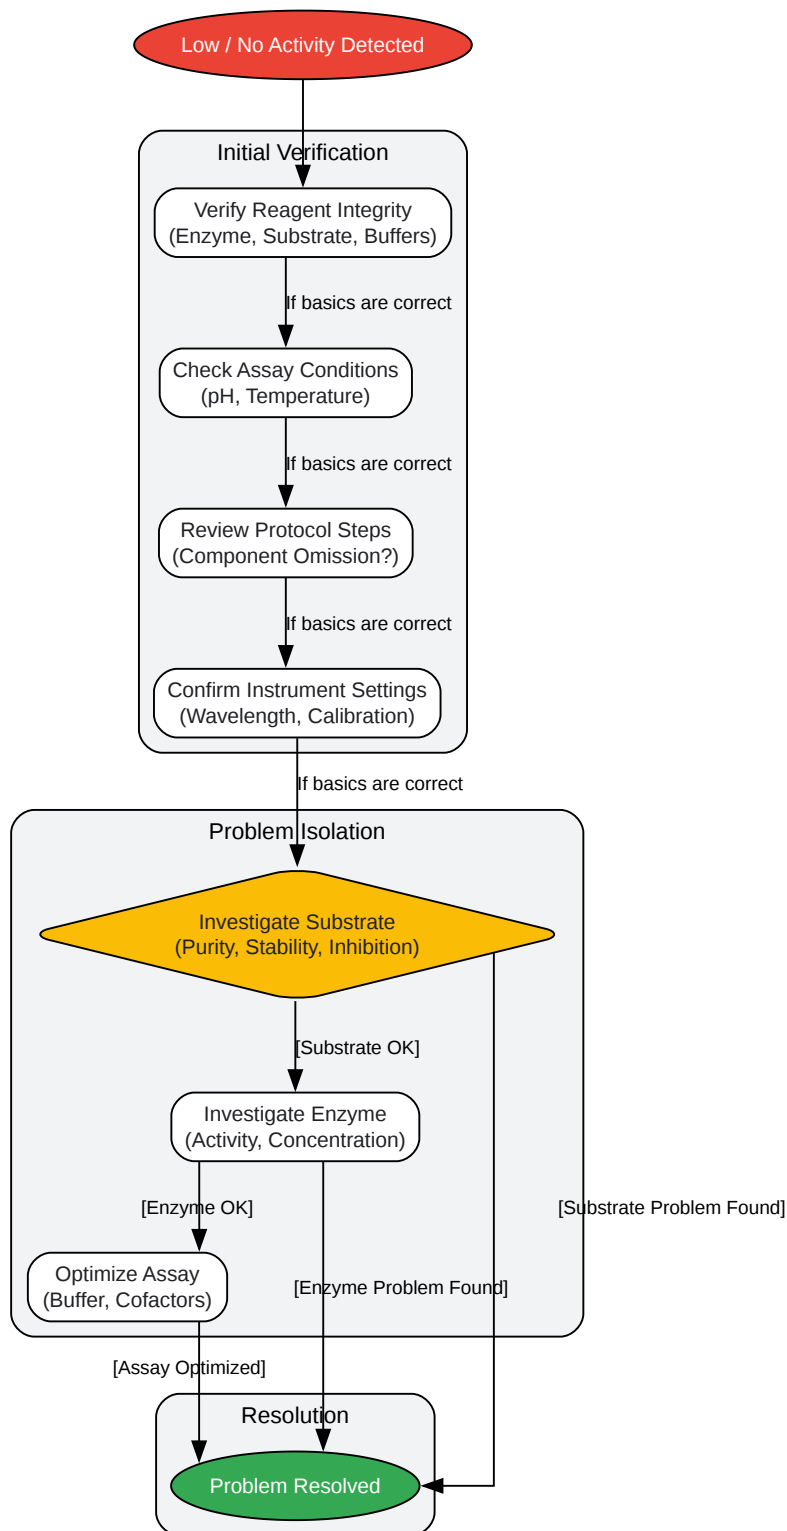 Low / No Activity Detected
Initial Verification
Verify Reagent Integrity
(Enzyme, Substrate, Buffers)
If basics are correct
Check Assay Conditions
(pH, Temperature)
If basics are correct
Review Protocol Steps
(Component Omission?)
If basics are correct
Confirm Instrument Settings
(Wavelength, Calibration)
If basics are correct
Problem Isolation
Investigate Substrate
(Purity, Stability, Inhibition)
[Substrate OK]
Investigate Enzyme
(Activity, Concentration)
[Enzyme OK]
[Substrate Problem Found]
Optimize Assay
(Buffer, Cofactors)
[Enzyme Problem Found]
[Assay Optimized]
Resolution
Problem Resolved